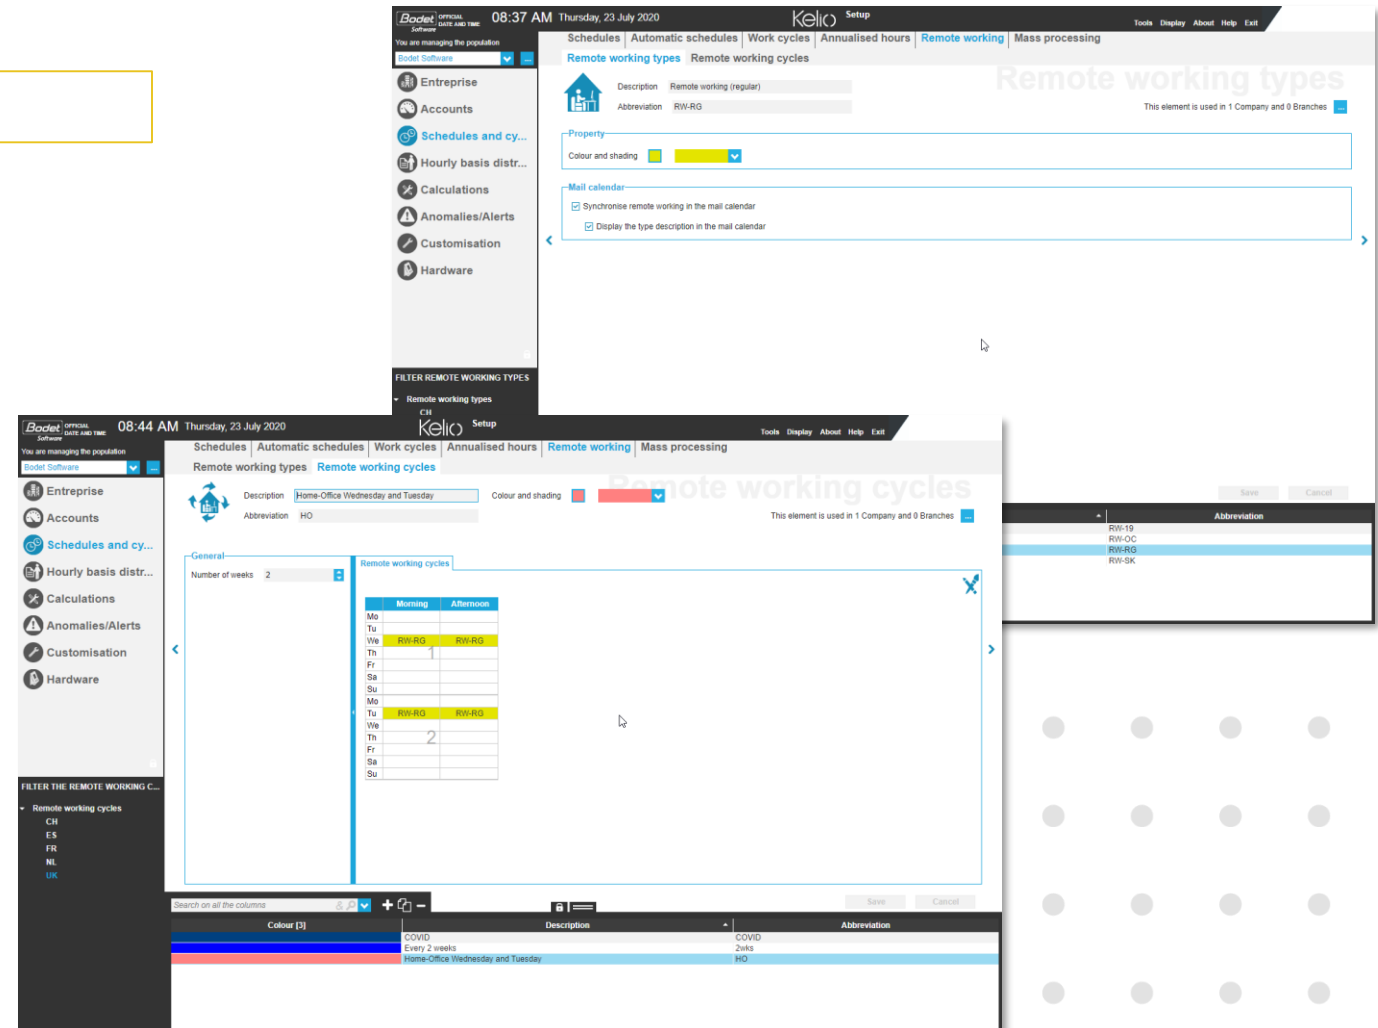 Bodet OFFICIAL DATE AND TIME 08:37 AM Thursday, 23 July 2020 Kelio Setup
Software
Tools Display About Help Exit
You are managing the population
Schedules Automatic schedules Work cycles Annualised hours Remote working Mass processing
Bodet Software ... Remote working types Remote working cycles
Remote working types
Entreprise
Description Remote working (regular)
Accounts
Abbreviation RW-RG This element is used in 1 Company and 0 Branches ...
Schedules and cy...
Property
Hourly basis distr...
Colour and shading
Calculations
Mail calendar
Synchronise remote working in the mail calendar
Anomalies/Alerts
Display the type description in the mail calendar
Customisation
Hardware
FILTER REMOTE WORKING TYPES
Remote working types
CH
Save Cancel
Abbreviation
RW-19
RW-OC
RW-RG
RW-SK
Bodet OFFICIAL DATE AND TIME 08:44 AM Thursday, 23 July 2020 Kelio Setup
Software
Tools Display About Help Exit
You are managing the population
Schedules Automatic schedules Work cycles Annualised hours Remote working Mass processing
Bodet Software ... Remote working types Remote working cycles
Remote working cycles
Entreprise
Description Home-Office Wednesday and Tuesday Colour and shading
Accounts
Abbreviation HO This element is used in 1 Company and 0 Branches ...
Schedules and cy...
General
Remote working cycles
Hourly basis distr...
Number of weeks 2
Calculations
Morning Afternoon
Mo
Tu
Anomalies/Alerts
We RW-RG RW-RG
Th 1
Customisation
Fr
Sa
Hardware
Su
Mo
Tu RW-RG RW-RG
We
Th 2
Fr
Sa
Su
FILTER THE REMOTE WORKING C...
Remote working cycles
CH
ES
FR
NL
UK
Search on all the columns
Save Cancel
Colour [3] Description Abbreviation
COVID COVID
Every 2 weeks 2wks
Home-Office Wednesday and Tuesday HO